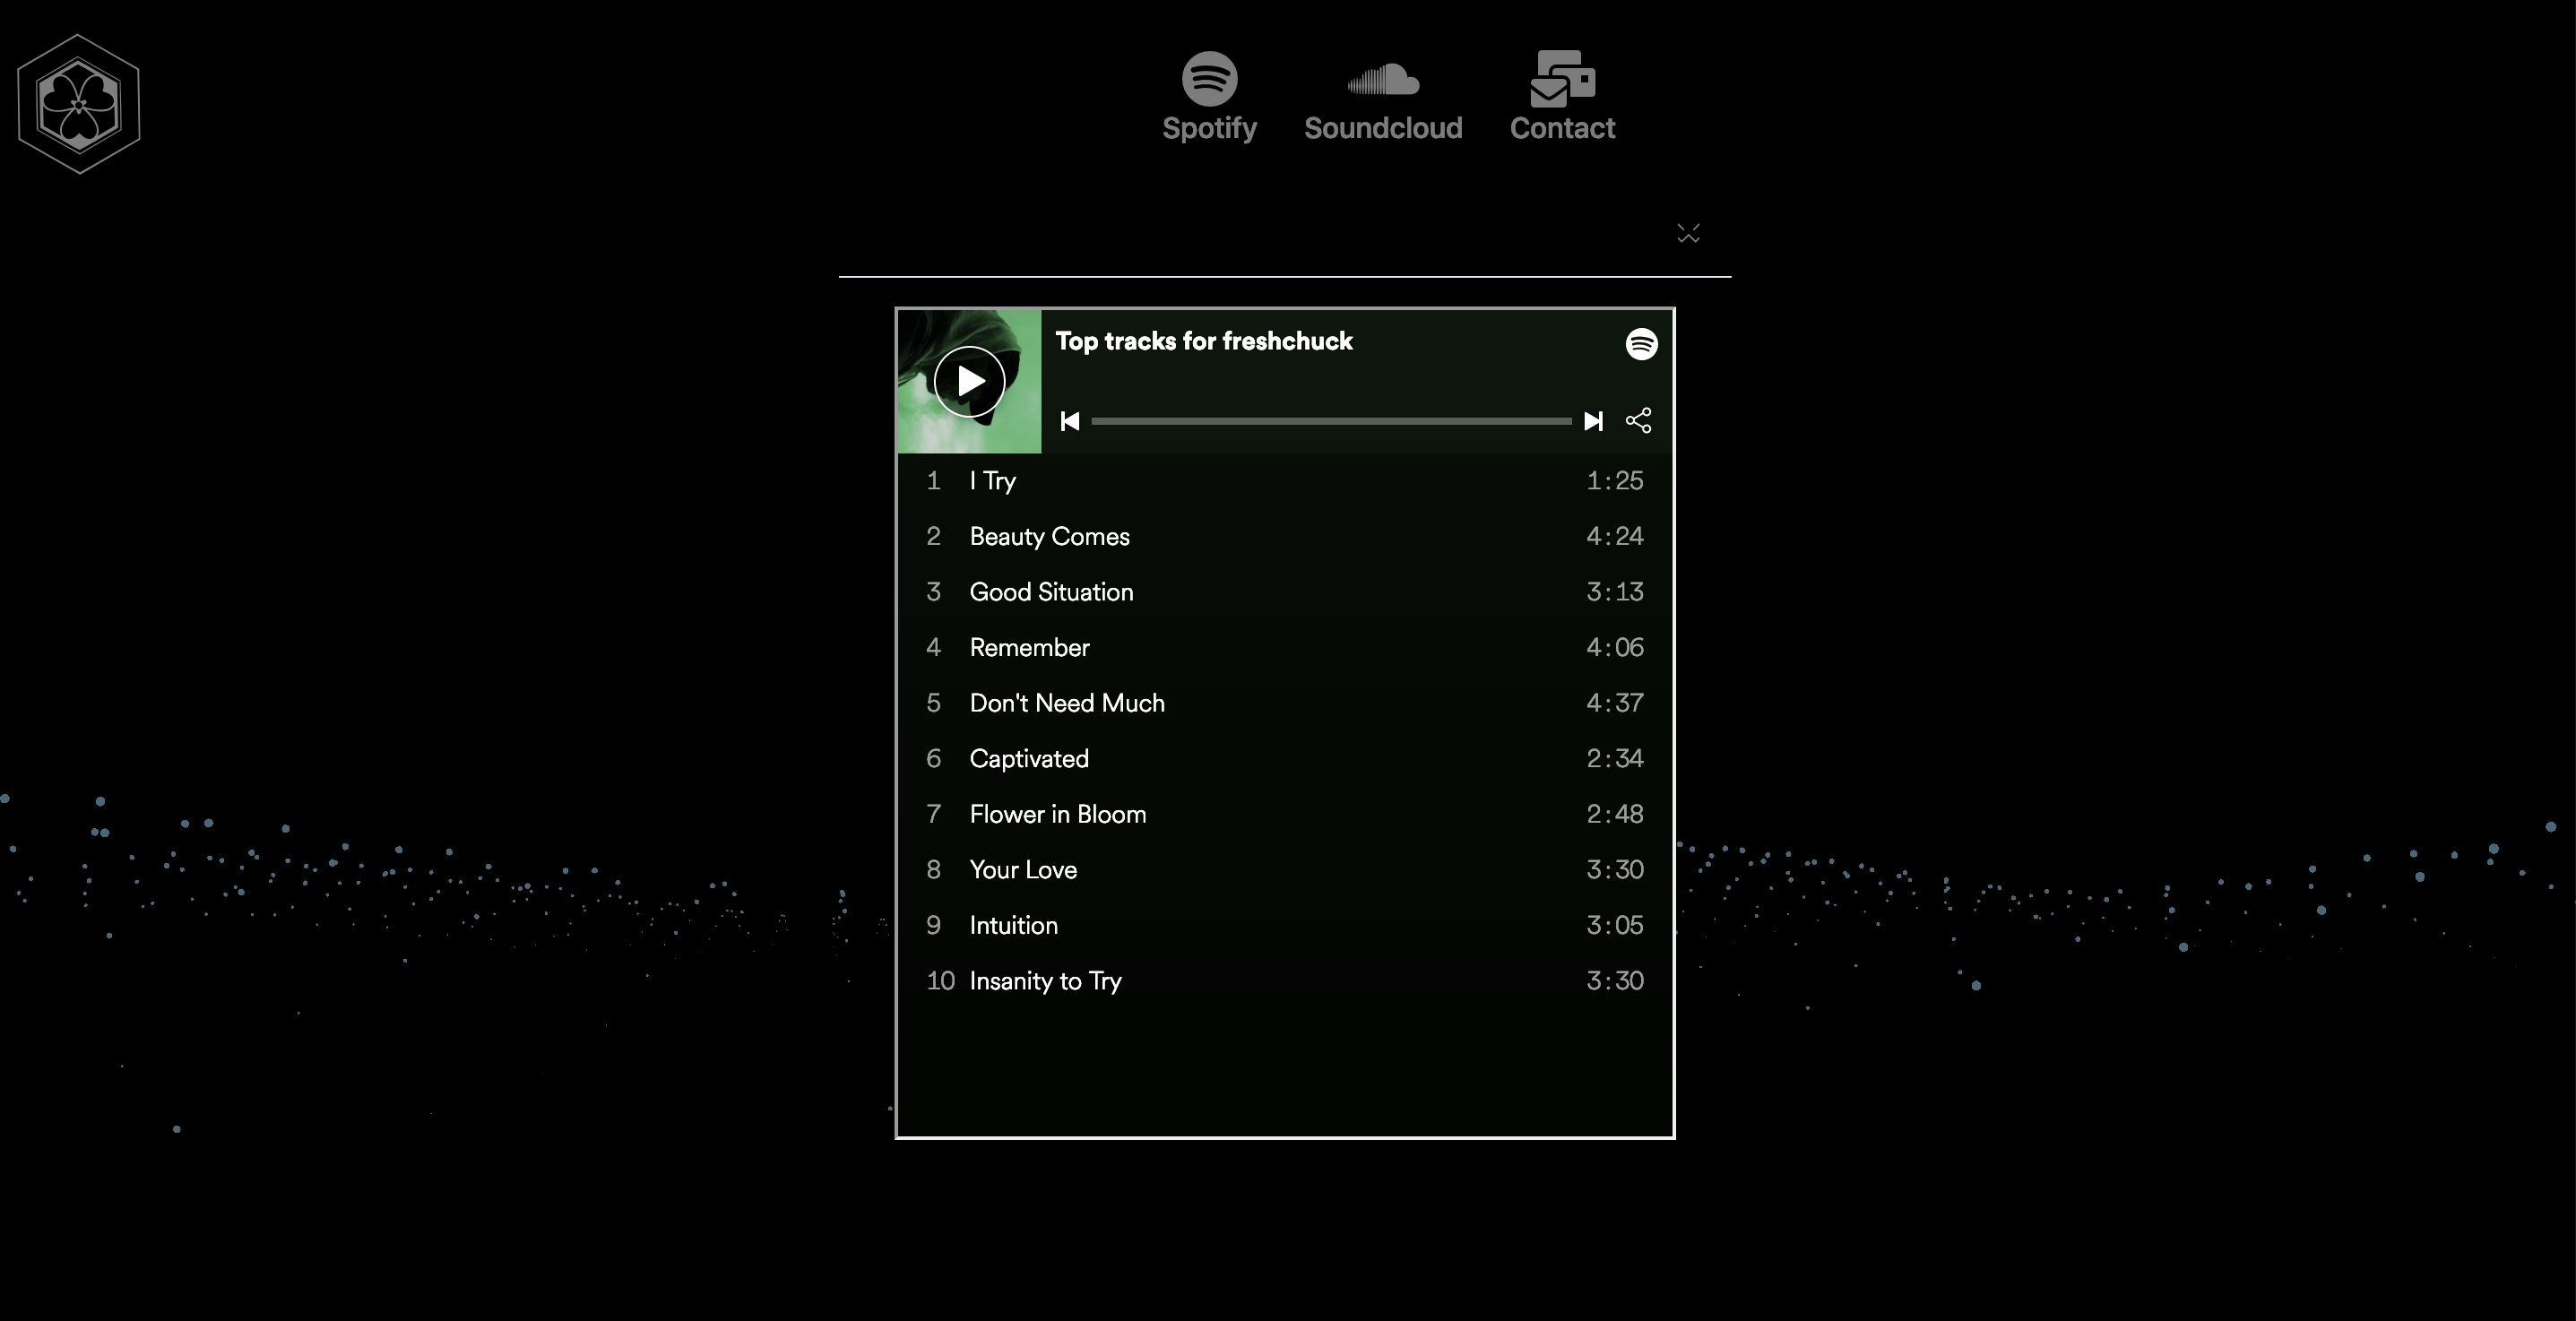 Spotify Soundcloud Contact
Top tracks for freshchuck
1 I Try 1:25
2 Beauty Comes 4:24
3 Good Situation 3:13
4 Remember 4:06
5 Don't Need Much 4:37
6 Captivated 2:34
7 Flower in Bloom 2:48
8 Your Love 3:30
9 Intuition 3:05
10 Insanity to Try 3:30